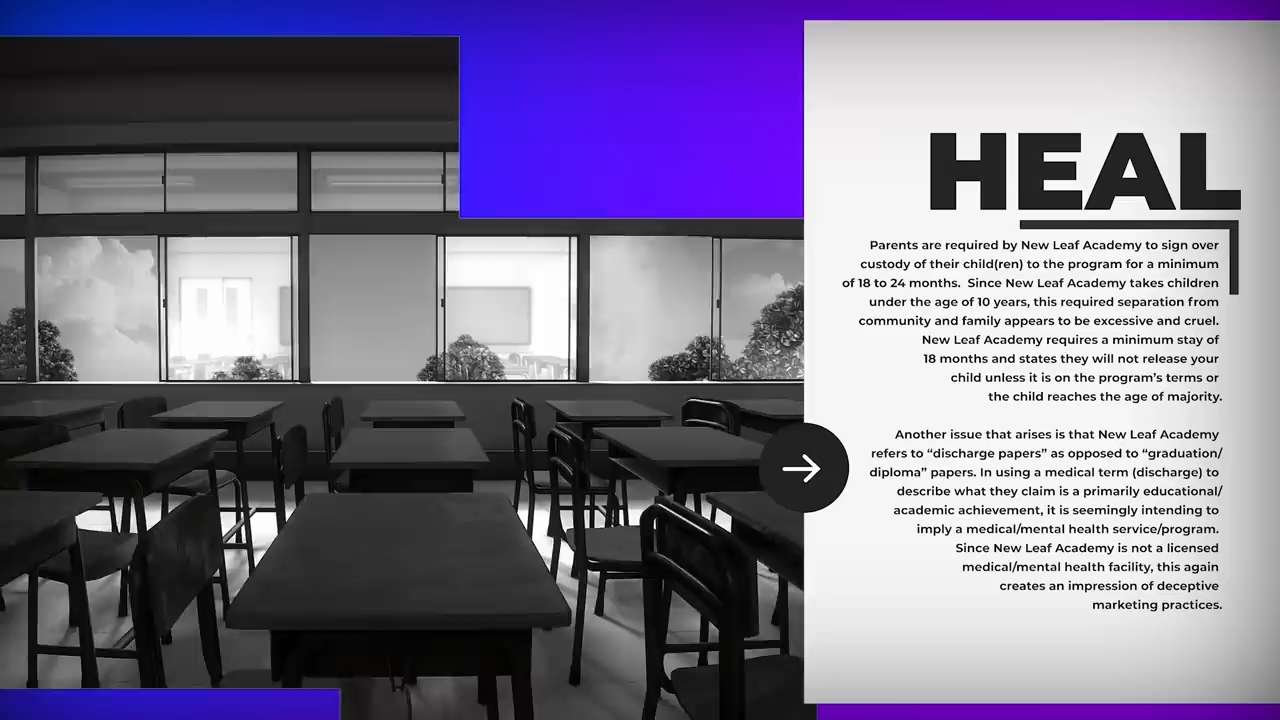 HEAL
Parents are required by New Leaf Academy to sign over
custody of their child(ren) to the program for a minimum
of 18 to 24 months.  Since New Leaf Academy takes children
under the age of 10 years, this required separation from
community and family appears to be excessive and cruel.
New Leaf Academy requires a minimum stay of
18 months and states they will not release your
child unless it is on the program's terms or
the child reaches the age of majority.
Another issue that arises is that New Leaf Academy
refers to “discharge papers” as opposed to “graduation/
diploma” papers. In using a medical term (discharge) to
describe what they claim is a primarily educational/
academic achievement, it is seemingly intending to
imply a medical/mental health service/program.
Since New Leaf Academy is not a licensed
medical/mental health facility, this again
creates an impression of deceptive
marketing practices.